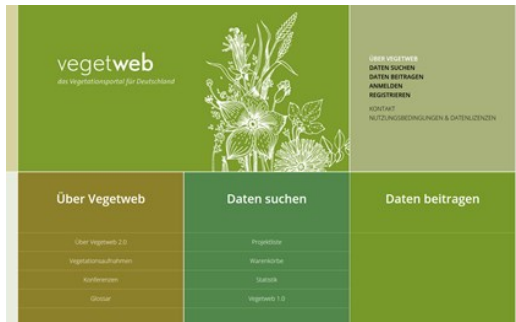 vegetweb
das Vegetationsportal für Deutschland
ÜBER VEGETWEB
DATEN SUCHEN
DATEN BEITRAGEN
ANMELDEN
REGISTRIEREN
KONTAKT
NUTZUNGSBEDINGUNGEN & DATENLIZENZEN
Über Vegetweb
Daten suchen
Daten beitragen
Über Vegetweb 2.0
Projektliste
Vegetationsaufnahmen
Warenkörbe
Konferenzen
Statistik
Glossar
Vegetweb 1.0